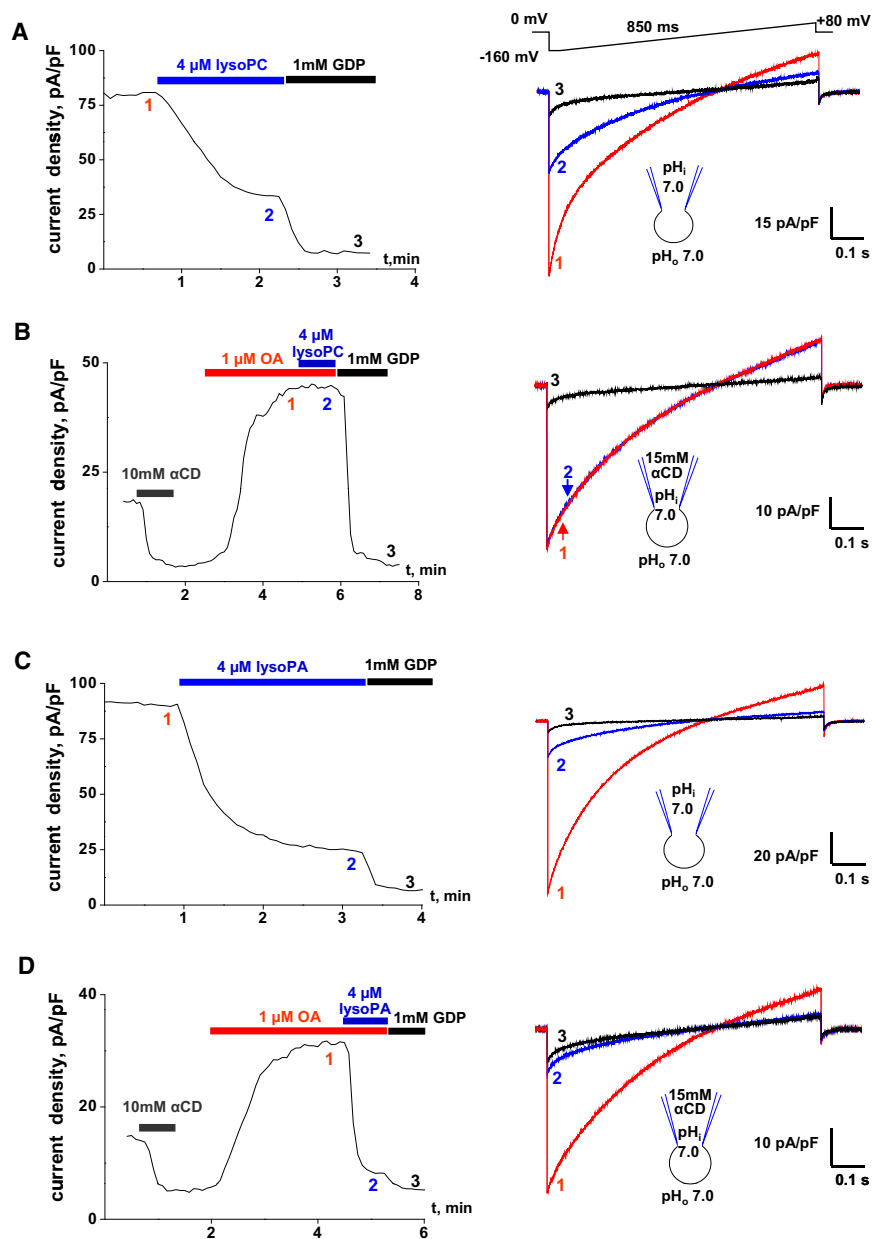 A
current density, pA/pF
100
75
50
25
0
4 µM lysoPC
1mM GDP
1
2
3
t,min
1
2
3
4
0 mV
-160 mV
850 ms
+80 mV
3
2
1
pHi
7.0
pHo 7.0
15 pA/pF
0.1 s
B
current density, pA/pF
50
25
0
10mM αCD
1 µM OA
4 µM
lysoPC
1mM GDP
1
2
3
t, min
2
4
6
8
3
2
1
15mM
αCD
pHi
7.0
pHo 7.0
10 pA/pF
0.1 s
C
current density, pA/pF
100
75
50
25
0
4 µM lysoPA
1mM GDP
1
2
3
t, min
1
2
3
4
3
2
1
pHi
7.0
pHo 7.0
20 pA/pF
0.1 s
D
current density, pA/pF
40
30
20
10
0
10mM αCD
1 µM OA
4 µM
lysoPA
1mM GDP
1
2
3
2
4
6
t, min
3
2
1
15mM
αCD
pHi
7.0
pHo 7.0
10 pA/pF
0.1 s